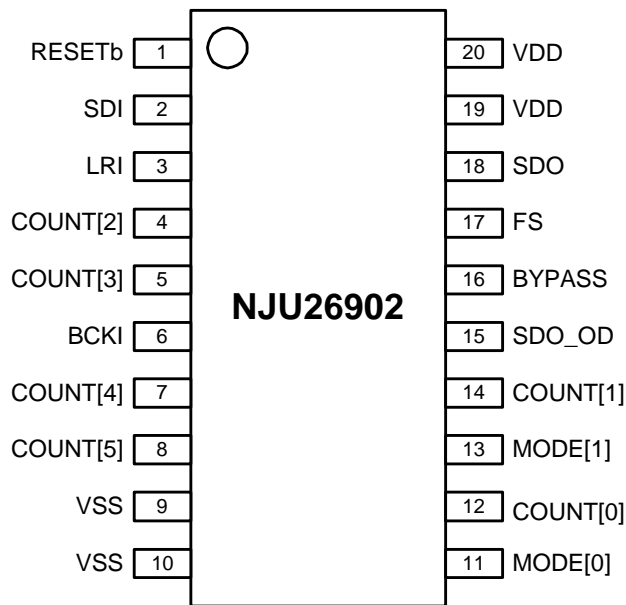 RESETb 1 20 VDD
SDI 2 19 VDD
LRI 3 18 SDO
COUNT[2] 4 17 FS
COUNT[3] 5 16 BYPASS
NJU26902
BCKI 6 15 SDO_OD
COUNT[4] 7 14 COUNT[1]
COUNT[5] 8 13 MODE[1]
VSS 9 12 COUNT[0]
VSS 10 11 MODE[0]